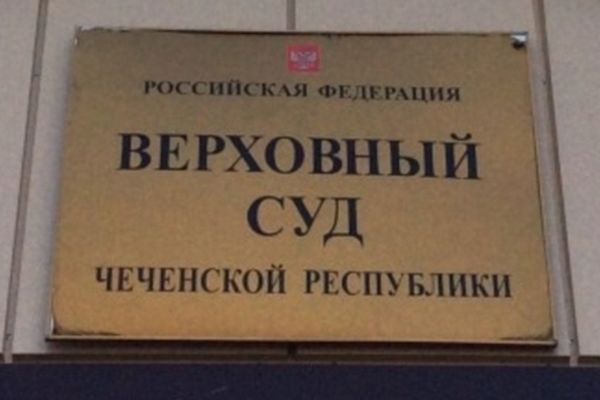 РОССИЙСКАЯ ФЕДЕРАЦИЯ
ВЕРХОВНЫЙ
СУД
ЧЕЧЕНСКОЙ РЕСПУБЛИКИ